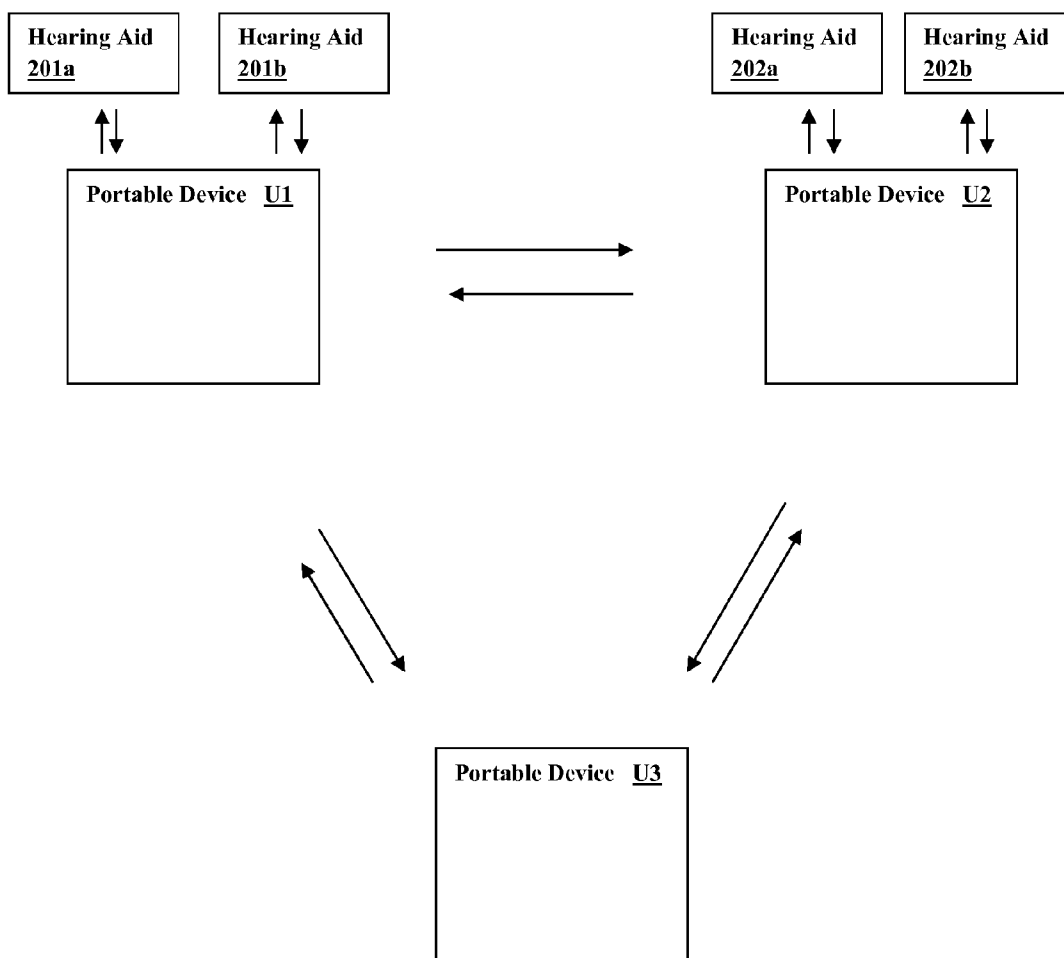 Hearing Aid
201a
Hearing Aid
201b
Hearing Aid
202a
Hearing Aid
202b
Portable Device U1
Portable Device U2
Portable Device U3